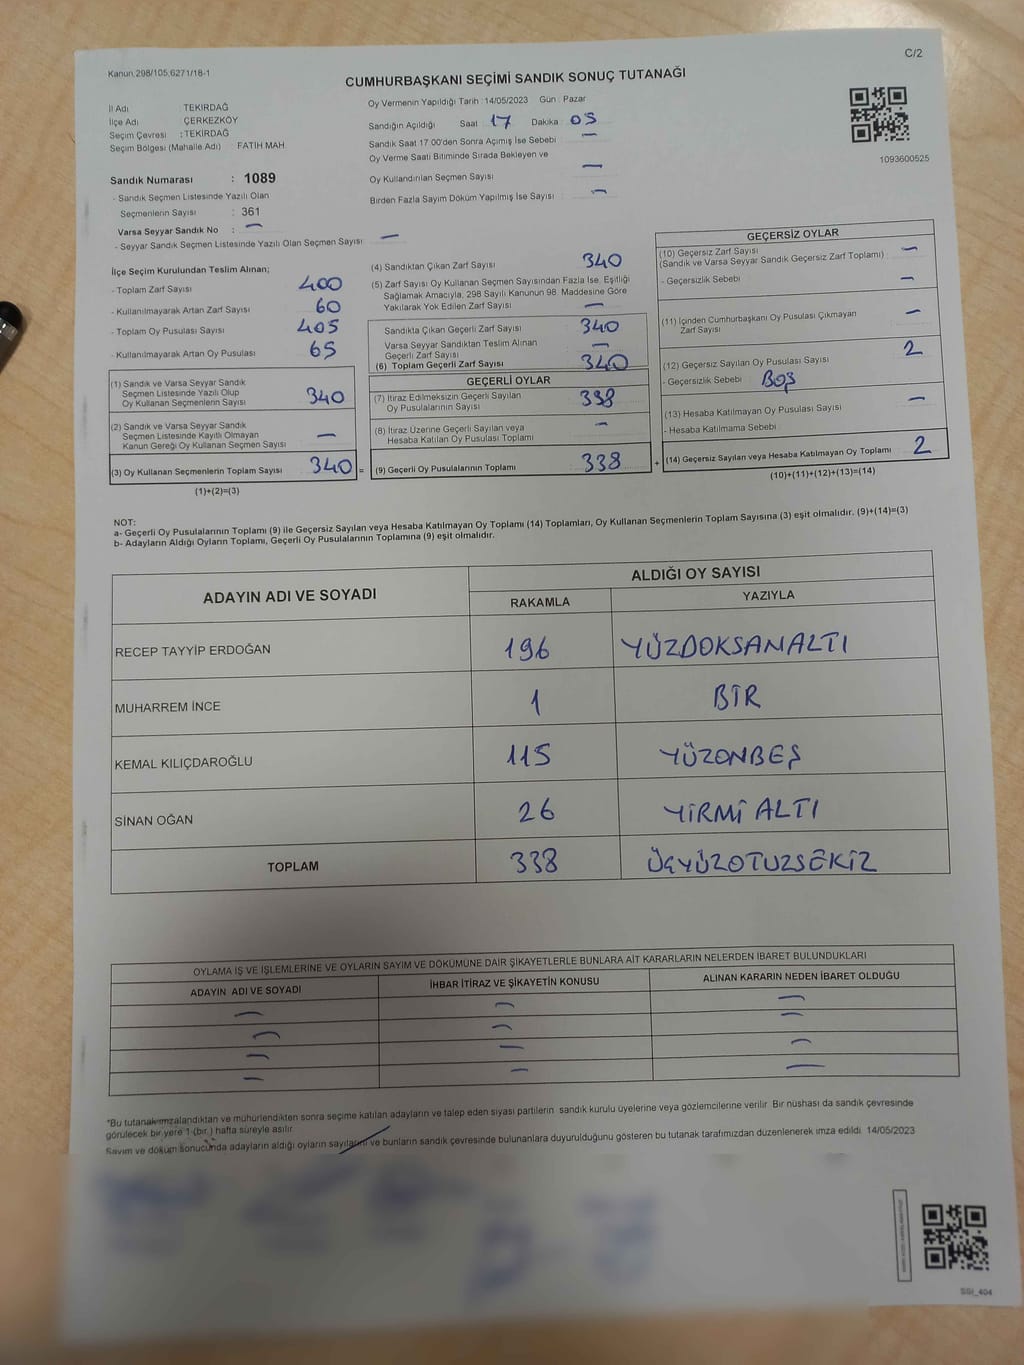 Kanun.298/105,6271/18-1
C/2
CUMHURBAŞKANI SEÇİMİ SANDIK SONUÇ TUTANAĞI
İl Adı : TEKİRDAĞ
İlçe Adı : ÇERKEZKÖY
Seçim Çevresi : TEKİRDAĞ
Seçim Bölgesi (Mahalle Adı) FATİH MAH.
Oy Vermenin Yapıldığı Tarih : 14/05/2023 Gün : Pazar
Sandığın Açıldığı Saat 17 Dakika 05
Sandık Saat 17:00'den Sonra Açımış İse Sebebi : —
Oy Verme Saati Bitiminde Sırada Bekleyen ve
Oy Kullandırılan Seçmen Sayısı —
Birden Fazla Sayım Döküm Yapılmış İse Sayısı : —
1093600525
Sandık Numarası : 1089
- Sandık Seçmen Listesinde Yazılı Olan
Seçmenlerin Sayısı : 361
Varsa Seyyar Sandık No : —
- Seyyar Sandık Seçmen Listesinde Yazılı Olan Seçmen Sayısı : —
İlçe Seçim Kurulundan Teslim Alınan;
- Toplam Zarf Sayısı 400
- Kullanılmayarak Artan Zarf Sayısı 60
- Toplam Oy Pusulası Sayısı 405
- Kullanılmayarak Artan Oy Pusulası 65
(1) Sandık ve Varsa Seyyar Sandık
Seçmen Listesinde Yazılı Olup
Oy Kullanan Seçmenlerin Sayısı 340
(2) Sandık ve Varsa Seyyar Sandık
Seçmen Listesinde Kayıtlı Olmayan
Kanun Gereği Oy Kullanan Seçmen Sayısı —
(3) Oy Kullanan Seçmenlerin Toplam Sayısı 340 =
(1)+(2)=(3)
(4) Sandıktan Çıkan Zarf Sayısı 340
(5) Zarf Sayısı Oy Kullanan Seçmen Sayısından Fazla İse, Eşitliği
Sağlamak Amacıyla, 298 Sayılı Kanunun 98. Maddesine Göre
Yakılarak Yok Edilen Zarf Sayısı —
Sandıkta Çıkan Geçerli Zarf Sayısı 340
Varsa Seyyar Sandıktan Teslim Alınan
Geçerli Zarf Sayısı —
(6) Toplam Geçerli Zarf Sayısı 340
GEÇERLİ OYLAR
(7) İtiraz Edilmeksizin Geçerli Sayılan
Oy Pusulalarının Sayısı 338
(8) İtiraz Üzerine Geçerli Sayılan veya
Hesaba Katılan Oy Pusulası Toplamı —
(9) Geçerli Oy Pusulalarının Toplamı 338 +
GEÇERSİZ OYLAR
(10) Geçersiz Zarf Sayısı
(Sandık ve Varsa Seyyar Sandık Geçersiz Zarf Toplamı) —
- Geçersizlik Sebebi : —
(11) İçinden Cumhurbaşkanı Oy Pusulası Çıkmayan
Zarf Sayısı —
(12) Geçersiz Sayılan Oy Pusulası Sayısı 2
- Geçersizlik Sebebi : BOŞ
(13) Hesaba Katılmayan Oy Pusulası Sayısı —
- Hesaba Katılmama Sebebi :
(14) Geçersiz Sayılan veya Hesaba Katılmayan Oy Toplamı 2
(10)+(11)+(12)+(13)=(14)
NOT:
a- Geçerli Oy Pusulalarının Toplamı (9) ile Geçersiz Sayılan veya Hesaba Katılmayan Oy Toplamı (14) Toplamları, Oy Kullanan Seçmenlerin Toplam Sayısına (3) eşit olmalıdır. (9)+(14)=(3)
b- Adayların Aldığı Oyların Toplamı, Geçerli Oy Pusulalarının Toplamına (9) eşit olmalıdır.
ADAYIN ADI VE SOYADI
ALDIĞI OY SAYISI
RAKAMLA YAZIYLA
RECEP TAYYİP ERDOĞAN 196 YÜZDOKSANALTI
MUHARREM İNCE 1 BİR
KEMAL KILIÇDAROĞLU 115 YÜZONBEŞ
SİNAN OĞAN 26 YİRMİ ALTI
TOPLAM 338 ÜÇYÜZOTUZSEKİZ
OYLAMA İŞ VE İŞLEMLERİNE VE OYLARIN SAYIM VE DÖKÜMÜNE DAİR ŞİKAYETLERLE BUNLARA AİT KARARLARIN NELERDEN İBARET BULUNDUKLARI
ADAYIN ADI VE SOYADI İHBAR İTİRAZ VE ŞİKAYETİN KONUSU ALINAN KARARIN NEDEN İBARET OLDUĞU
— — —
— — —
— — —
— — —
*Bu tutanak imzalandıktan ve mühürlendikten sonra seçime katılan adayların ve talep eden siyası partilerin sandık kurulu üyelerine veya gözlemcilerine verilir. Bir nüshası da sandık çevresinde
görülecek bir yere 1 (bir ) hafta süreyle asılır.
Sayım ve döküm sonucunda adayların aldığı oyların sayılarını ve bunların sandık çevresinde bulunanlara duyurulduğunu gösteren bu tutanak tarafımızdan düzenlenerek imza edildi. 14/05/2023
SSI_404